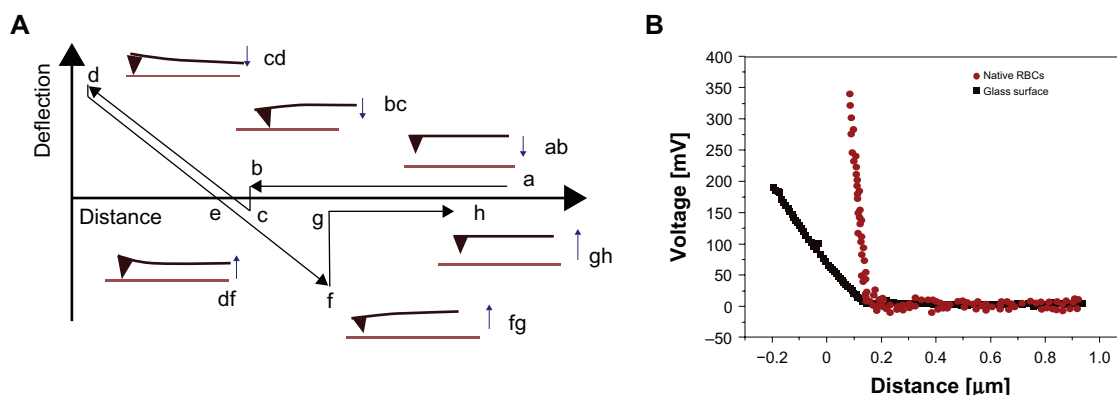 A
B
cd
d
bc
Deflection
ab
b
a
Distance
e
c
g
h
gh
df
f
fg
400
350
300
250
200
150
100
50
0
–50
Voltage [mV]
Native RBCs
Glass surface
−0.2
0
0.2
0.4
0.6
0.8
1.0
Distance [μm]